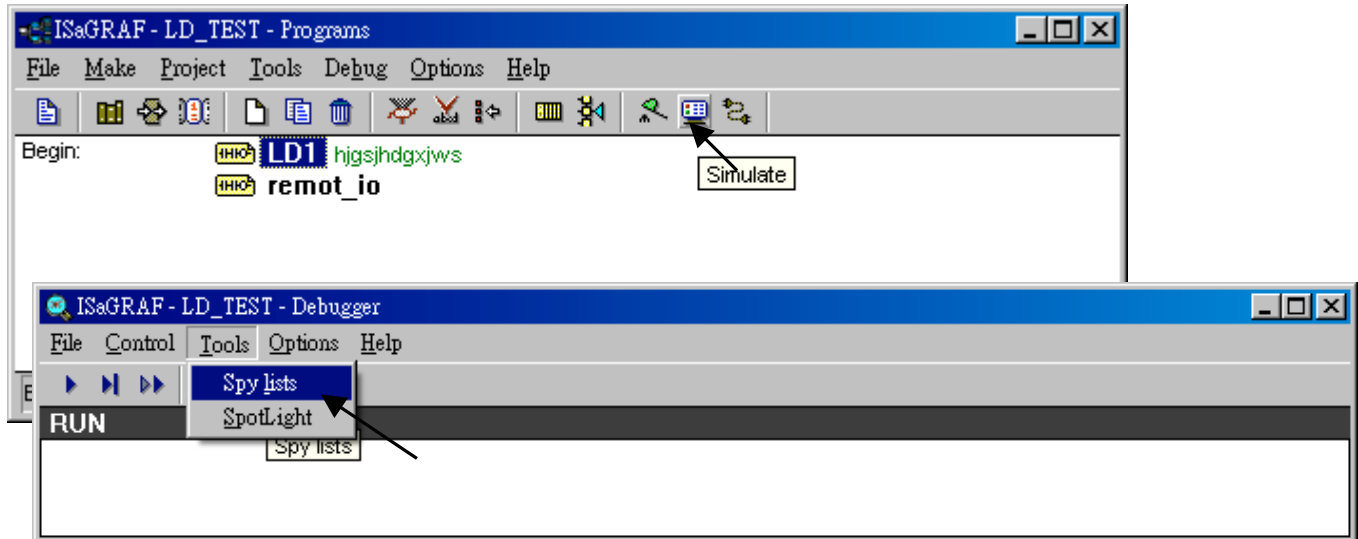 ISaGRAF - LD_TEST - Programs
File Make Project Tools Debug Options Help
Begin: LD1 hjgsjhdgxjws
Simulate
remot_io
ISaGRAF - LD_TEST - Debugger
File Control Tools Options Help
Spy lists
SpotLight
RUN
Spy lists